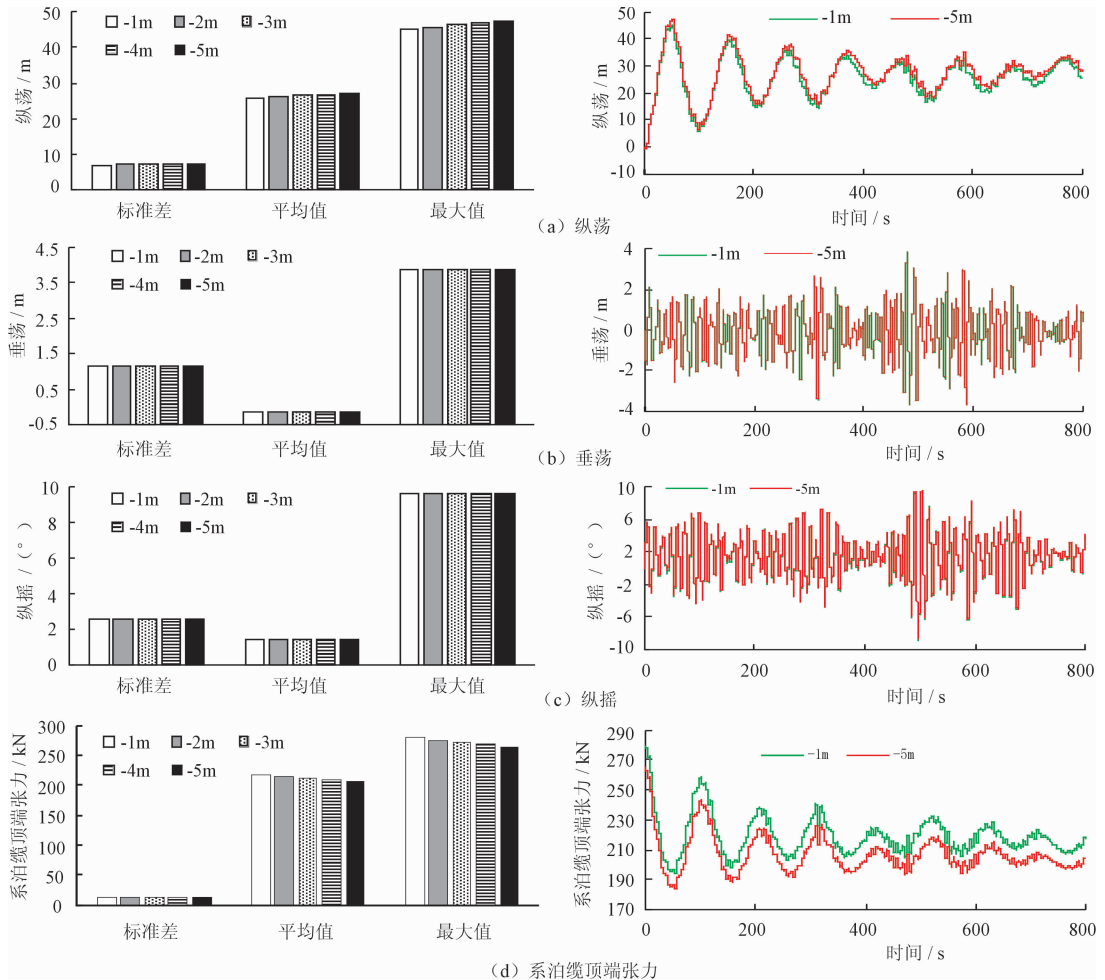 50
40
30
20
10
0
纵荡 / m
-1m -2m -3m
-4m -5m
标准差 平均值 最大值
50
40
30
20
10
0
-10
纵荡 / m
-1m -5m
0 200 400 600 800
时间 / s
（a）纵荡
4.5
3.5
2.5
1.5
0.5
-0.5
垂荡 / m
-1m -2m -3m
-4m -5m
标准差 平均值 最大值
4
2
0
-2
-4
垂荡 / m
-1m -5m
0 200 400 600 800
时间 / s
（b）垂荡
10
8
6
4
2
0
纵摇 /（°）
-1m -2m -3m
-4m -5m
标准差 平均值 最大值
10
6
2
-2
-6
-10
纵摇 /（°）
-1m -5m
0 200 400 600 800
时间 / s
（c）纵摇
300
250
200
150
100
50
0
系泊缆顶端张力 / kN
-1m -2m -3m
-4m -5m
标准差 平均值 最大值
290
270
250
230
210
190
170
系泊缆顶端张力 / kN
-1m -5m
0 200 400 600 800
时间 / s
（d）系泊缆顶端张力